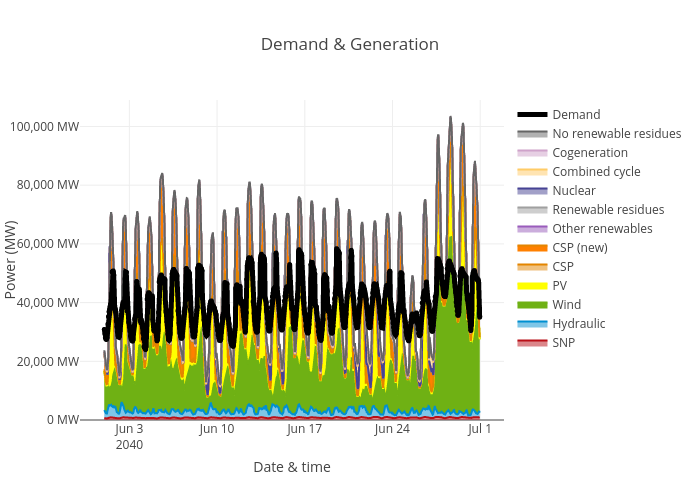 Demand & Generation
100,000 MW
80,000 MW
60,000 MW
40,000 MW
20,000 MW
0 MW
Power (MW)
Jun 3
2040
Jun 10
Jun 17
Jun 24
Jul 1
Date & time
Demand
No renewable residues
Cogeneration
Combined cycle
Nuclear
Renewable residues
Other renewables
CSP (new)
CSP
PV
Wind
Hydraulic
SNP